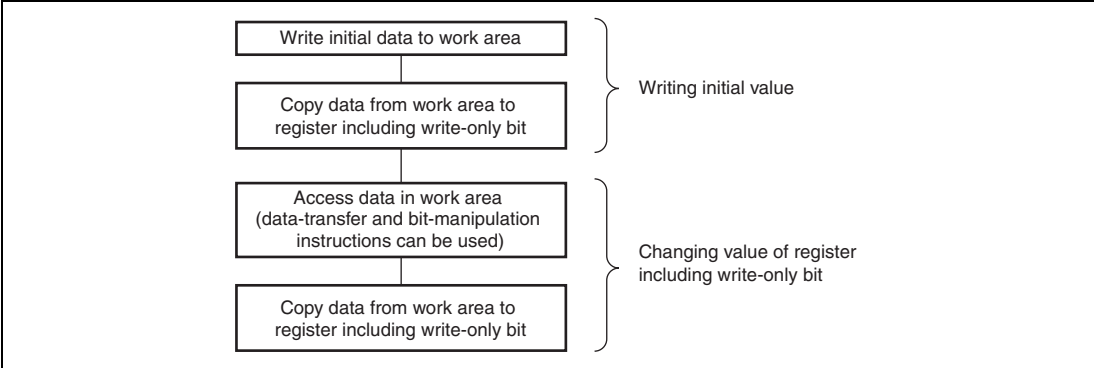 Write initial data to work area
Copy data from work area to
register including write-only bit
Writing initial value
Access data in work area
(data-transfer and bit-manipulation
instructions can be used)
Copy data from work area to
register including write-only bit
Changing value of register
including write-only bit